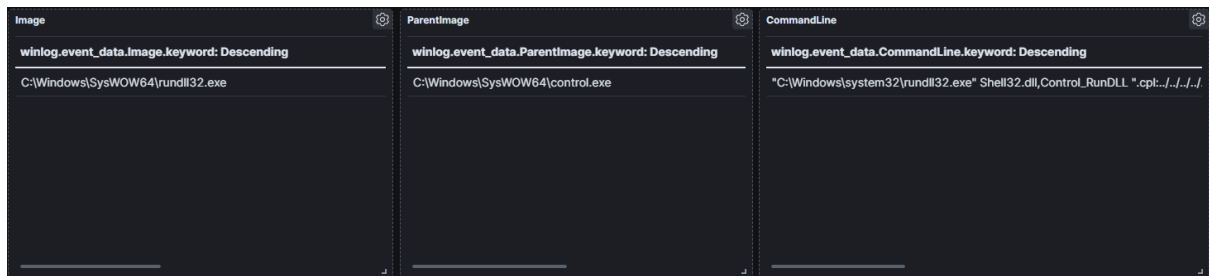 Image
winlog.event_data.Image.keyword: Descending
C:\Windows\SysWOW64\rundll32.exe
ParentImage
winlog.event_data.ParentImage.keyword: Descending
C:\Windows\SysWOW64\control.exe
CommandLine
winlog.event_data.CommandLine.keyword: Descending
"C:\Windows\system32\rundll32.exe" Shell32.dll,Control_RunDLL ".cpl:../../../../.